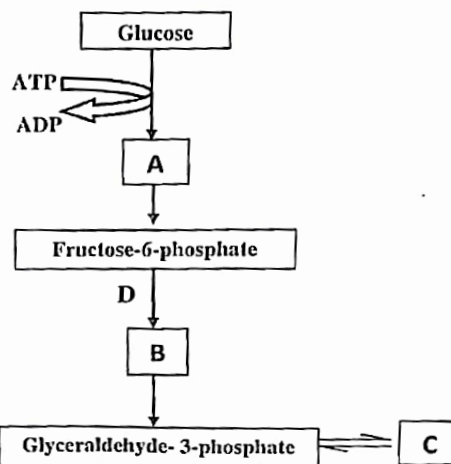 Glucose
ATP
ADP
A
Fructose-6-phosphate
D
B
Glyceraldehyde- 3-phosphate
C